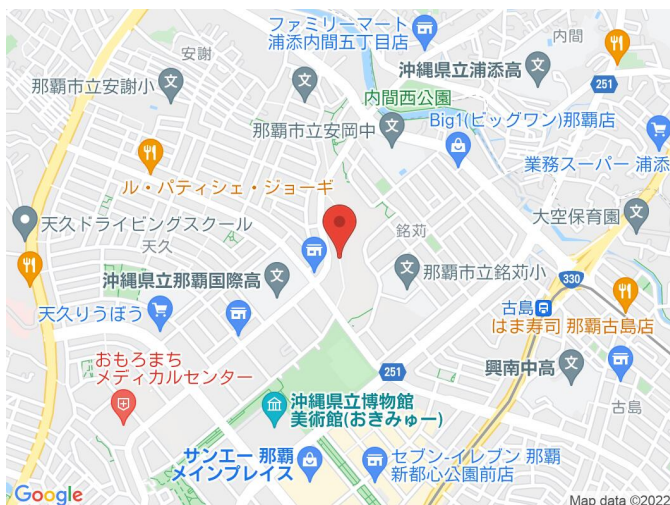 ファミリーマート
浦添内間五丁目店
安謝
内間
沖縄県立浦添高
那覇市立安謝小
251
内間西公園
那覇市立安岡中
Big1(ビッグワン)那覇店
業務スーパー 浦添
ル・パティシェ・ジョーギ
大空保育園
天久ドライビングスクール
天久
銘苅
沖縄県立那覇国際高
那覇市立銘苅小
330
天久りうぼう
古島
はま寿司 那覇古島店
おもろまち
メディカルセンター
251
興南中高
古島
沖縄県立博物館
美術館(おきみゅー)
サンエー 那覇
メインプレイス
セブン-イレブン 那覇
新都心公園前店
Google
Map data ©2022